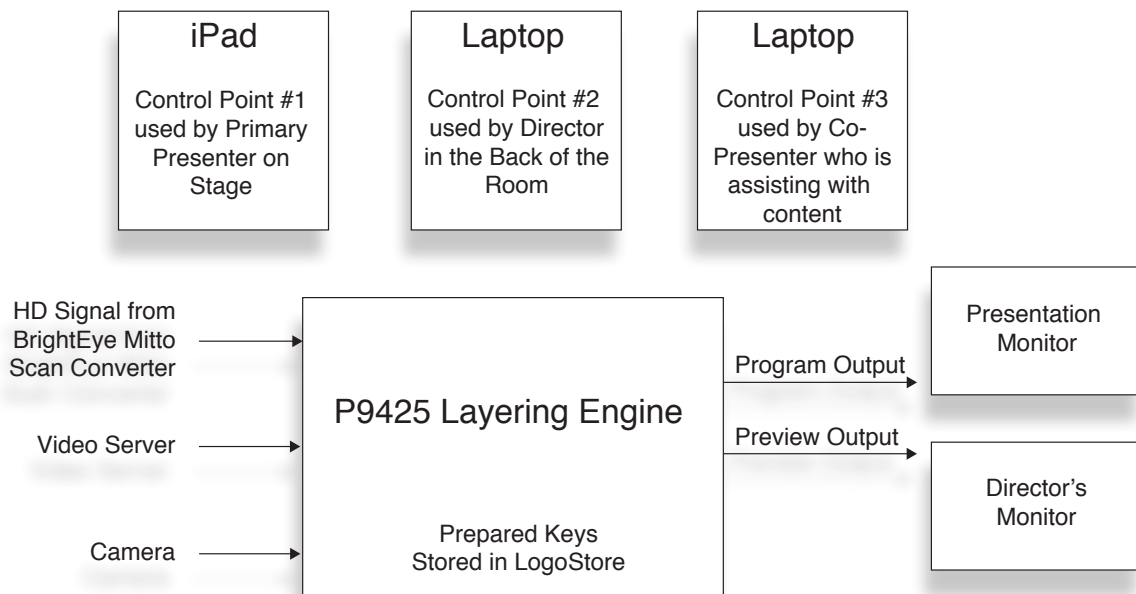 iPad
Control Point #1
used by Primary
Presenter on
Stage
Laptop
Control Point #2
used by Director
in the Back of the
Room
Laptop
Control Point #3
used by Co-
Presenter who is
assisting with
content
HD Signal from
BrightEye Mitto
Scan Converter
Video Server
Camera
P9425 Layering Engine
Prepared Keys
Stored in LogoStore
Program Output
Preview Output
Presentation
Monitor
Director's
Monitor